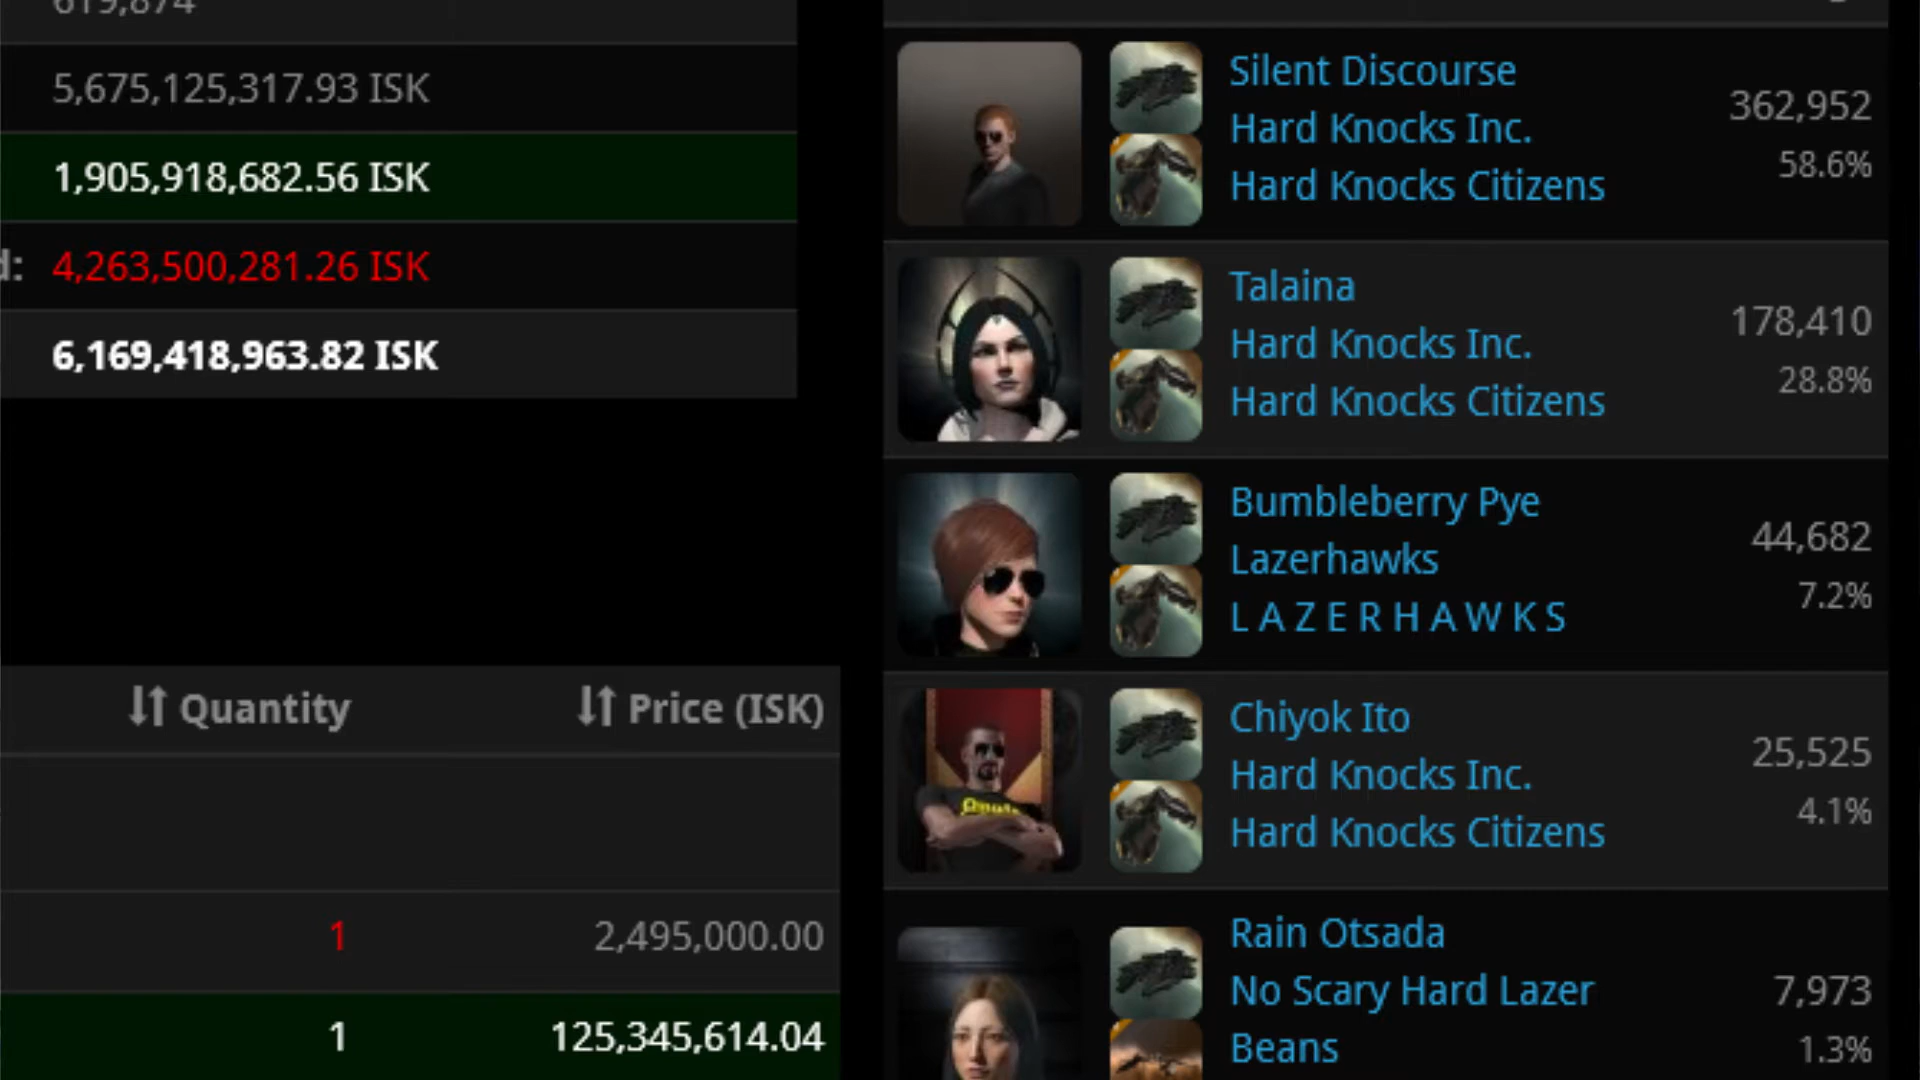 619,874
5,675,125,317.93 ISK
1,905,918,682.56 ISK
d: 4,263,500,281.26 ISK
6,169,418,963.82 ISK
Quantity Price (ISK)
1 2,495,000.00
1 125,345,614.04
Silent Discourse
Hard Knocks Inc.
Hard Knocks Citizens
362,952
58.6%
Talaina
Hard Knocks Inc.
Hard Knocks Citizens
178,410
28.8%
Bumbleberry Pye
Lazerhawks
L A Z E R H A W K S
44,682
7.2%
Chiyok Ito
Hard Knocks Inc.
Hard Knocks Citizens
25,525
4.1%
Rain Otsada
No Scary Hard Lazer
Beans
7,973
1.3%